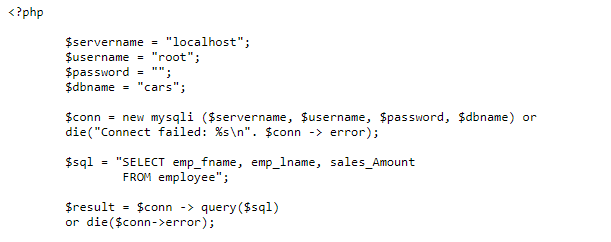 <?php
$servername = "localhost";
$username = "root";
$password = "";
$dbname = "cars";
$conn = new mysqli ($servername, $username, $password, $dbname) or
die("Connect failed: %s\n". $conn -> error);
$sql = "SELECT emp_fname, emp_lname, sales_Amount
FROM employee";
$result = $conn -> query($sql)
or die($conn->error);